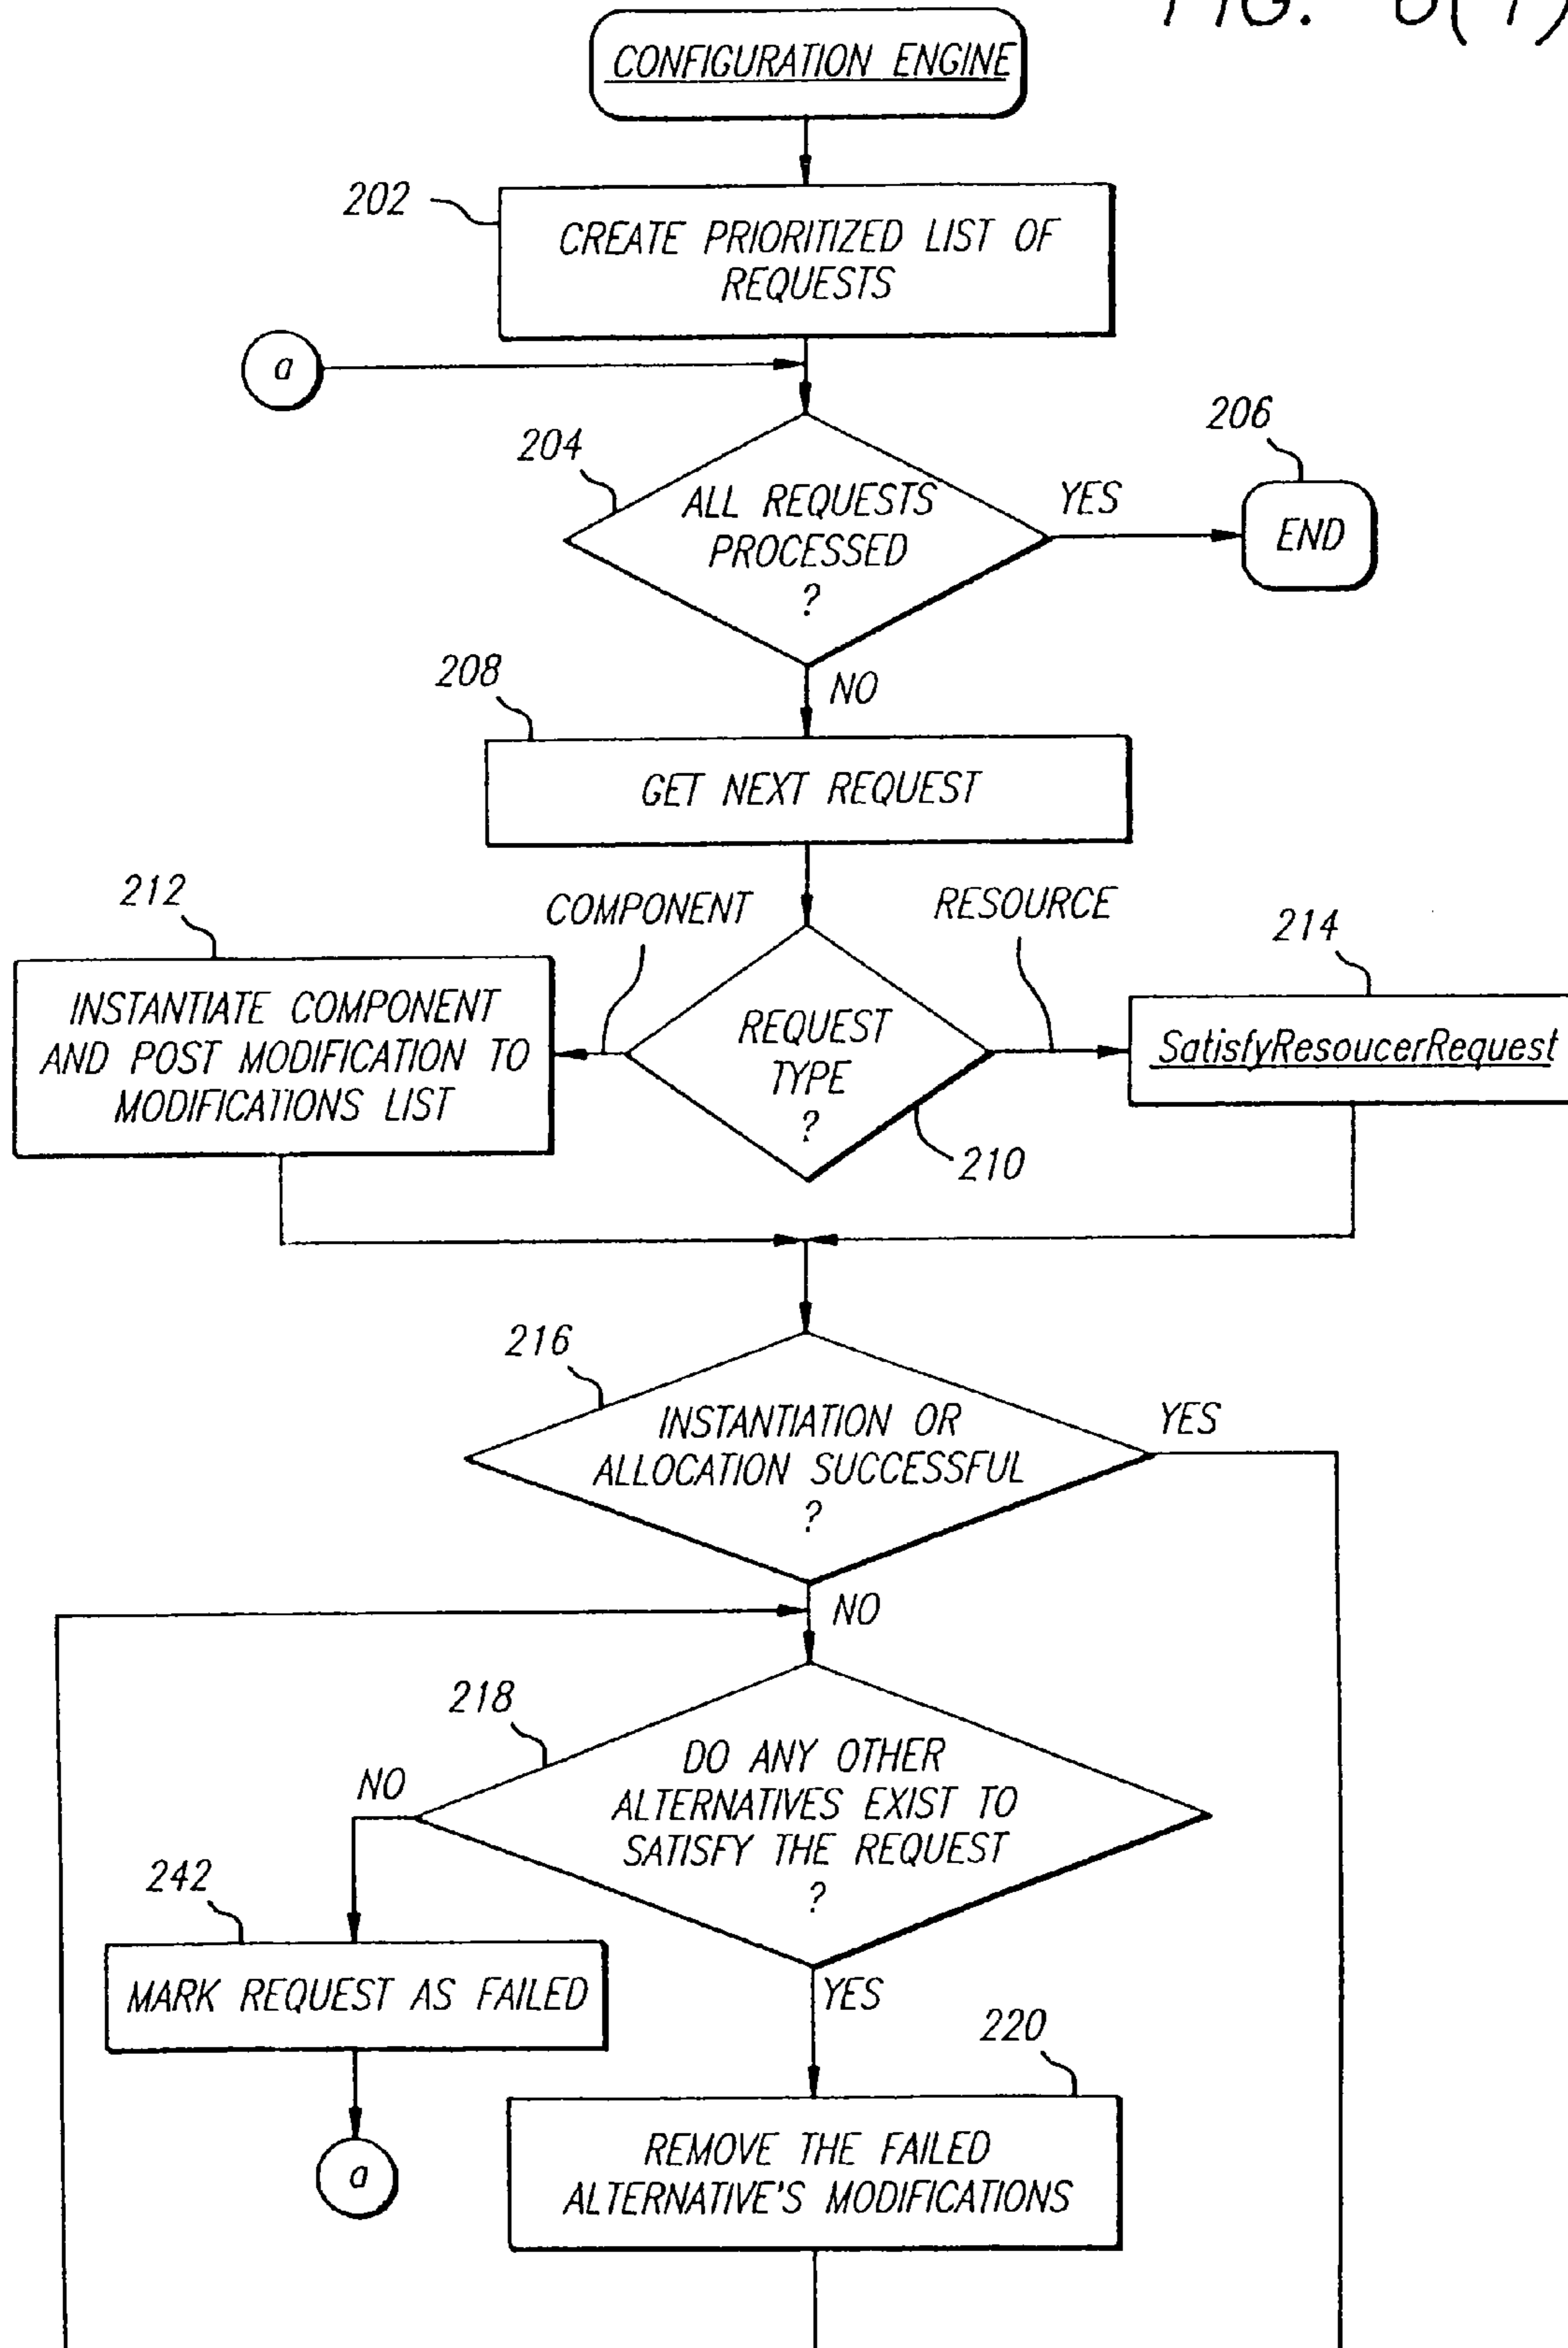 FIG. 6(1)
CONFIGURATION ENGINE
202
CREATE PRIORITIZED LIST OF
REQUESTS
a
204
ALL REQUESTS
PROCESSED
?
YES
206
END
208
NO
GET NEXT REQUEST
212
COMPONENT
RESOURCE
214
INSTANTIATE COMPONENT
AND POST MODIFICATION TO
MODIFICATIONS LIST
REQUEST
TYPE
?
SatisfyResoucerRequest
210
216
INSTANTIATION OR
ALLOCATION SUCCESSFUL
?
YES
NO
218
DO ANY OTHER
ALTERNATIVES EXIST TO
SATISFY THE REQUEST
?
NO
242
MARK REQUEST AS FAILED
YES
220
a
REMOVE THE FAILED
ALTERNATIVE'S MODIFICATIONS